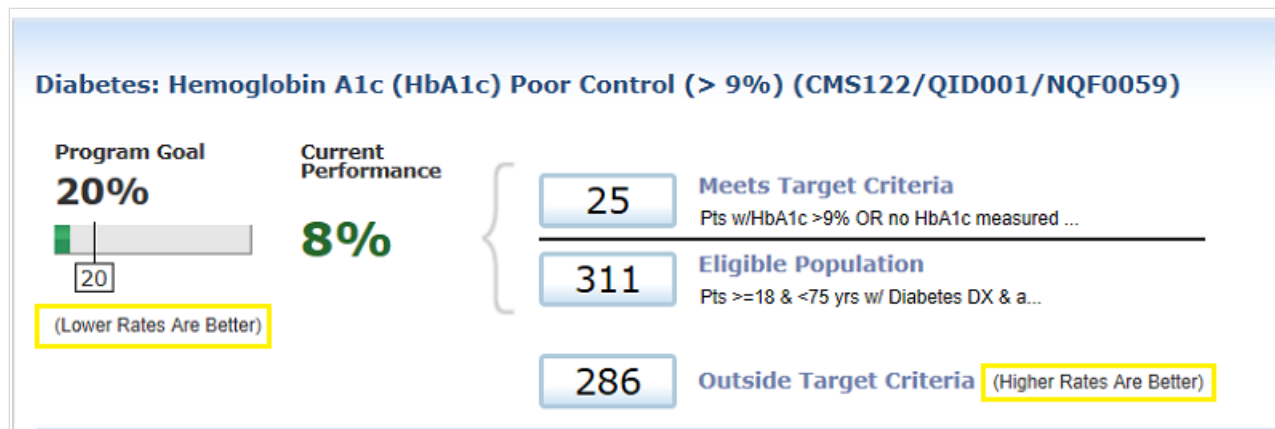 Diabetes: Hemoglobin A1c (HbA1c) Poor Control (> 9%) (CMS122/QID001/NQF0059)
Program Goal
20%
20
(Lower Rates Are Better)
Current
Performance
8%
25
Meets Target Criteria
Pts w/HbA1c >9% OR no HbA1c measured ...
311
Eligible Population
Pts >=18 & <75 yrs w/ Diabetes DX & a...
286
Outside Target Criteria (Higher Rates Are Better)